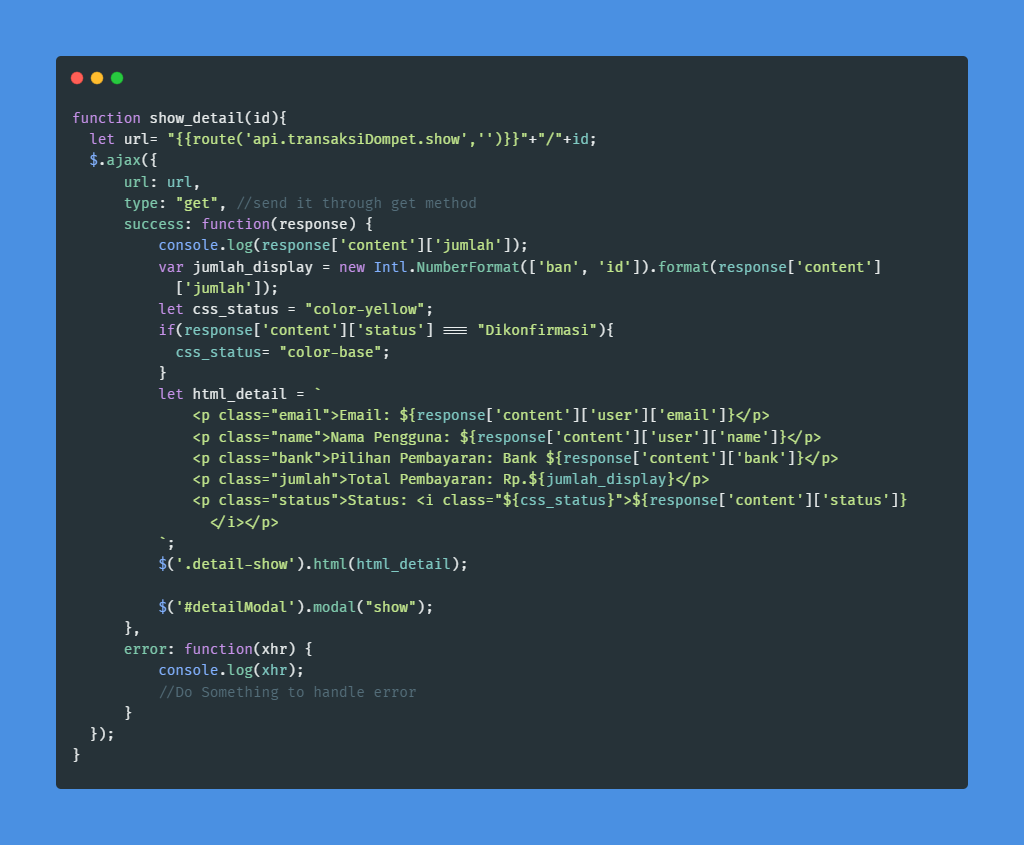 function show_detail(id){
  let url= "{{route('api.transaksiDompet.show','')}}"+"/"+id;
  $.ajax({
      url: url,
      type: "get", //send it through get method
      success: function(response) {
          console.log(response['content']['jumlah']);
          var jumlah_display = new Intl.NumberFormat(['ban', 'id']).format(response['content']
            ['jumlah']);
          let css_status = "color-yellow";
          if(response['content']['status'] === "Dikonfirmasi"){
            css_status= "color-base";
          }
          let html_detail = `
              <p class="email">Email: ${response['content']['user']['email']}</p>
              <p class="name">Nama Pengguna: ${response['content']['user']['name']}</p>
              <p class="bank">Pilihan Pembayaran: Bank ${response['content']['bank']}</p>
              <p class="jumlah">Total Pembayaran: Rp.${jumlah_display}</p>
              <p class="status">Status: <i class="${css_status}">${response['content']['status']}
                </i></p>
          `;
          $('.detail-show').html(html_detail);

          $('#detailModal').modal("show");
      },
      error: function(xhr) {
          console.log(xhr);
          //Do Something to handle error
      }
  });
}